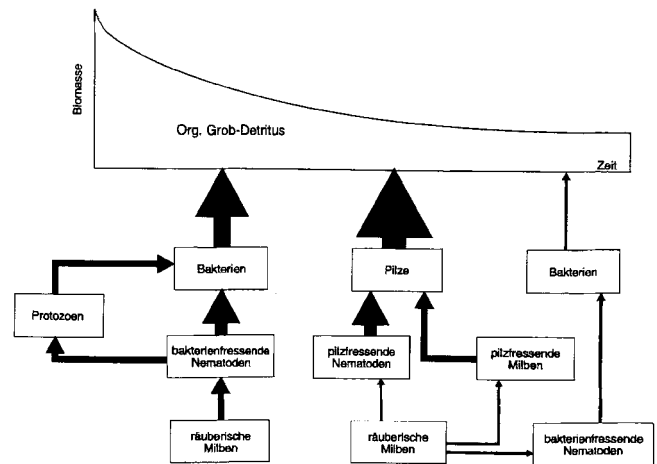 Biomasse
Org. Grob-Detritus
Zeit
Bakterien
Pilze
Bakterien
Protozoen
bakterienfressende
Nematoden
pilzfressende
Nematoden
pilzfressende
Milben
räuberische
Milben
räuberische
Milben
bakterienfressende
Nematoden